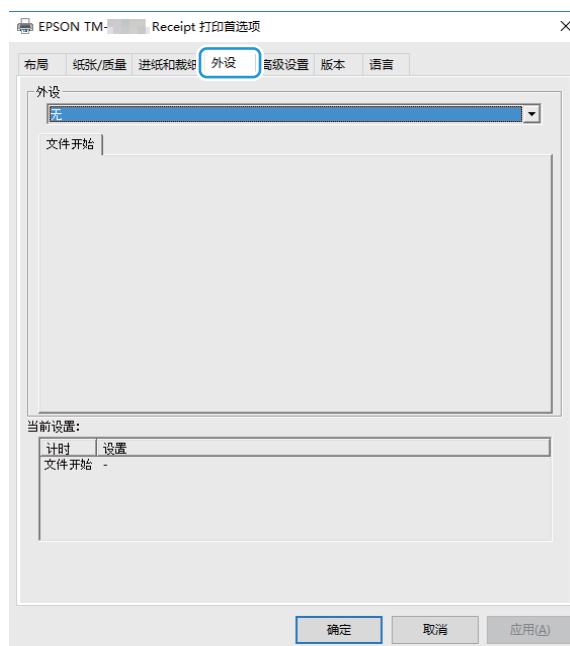 EPSON TM- Receipt 打印首选项
布局 纸张/质量 进纸和裁纸 外设 高级设置 版本 语言
外设
无
文件开始
当前设置:
计时 设置
文件开始 -
确定 取消 应用(A)